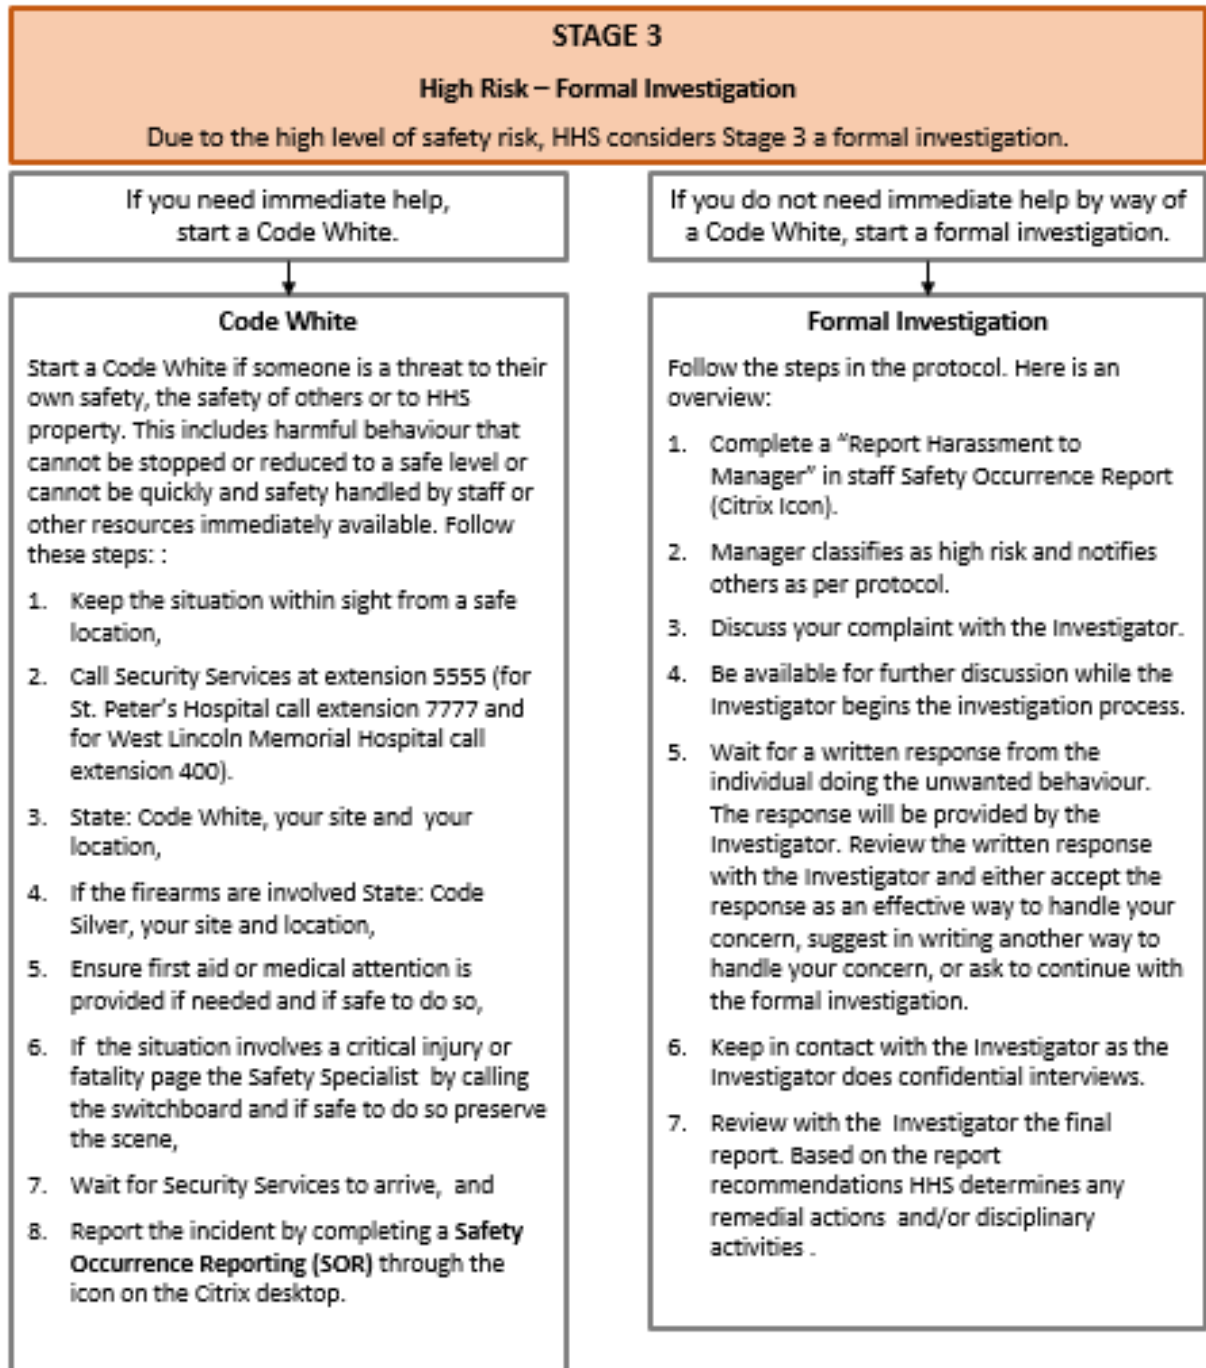 STAGE 3
High Risk – Formal Investigation
Due to the high level of safety risk, HHS considers Stage 3 a formal investigation.
If you need immediate help,
start a Code White.
Code White
Start a Code White if someone is a threat to their
own safety, the safety of others or to HHS
property. This includes harmful behaviour that
cannot be stopped or reduced to a safe level or
cannot be quickly and safety handled by staff or
other resources immediately available. Follow
these steps: :
1. Keep the situation within sight from a safe
location,
2. Call Security Services at extension 5555 (for
St. Peter's Hospital call extension 7777 and
for West Lincoln Memorial Hospital call
extension 400).
3. State: Code White, your site and your
location,
4. If the firearms are involved State: Code
Silver, your site and location,
5. Ensure first aid or medical attention is
provided if needed and if safe to do so,
6. If the situation involves a critical injury or
fatality page the Safety Specialist by calling
the switchboard and if safe to do so preserve
the scene,
7. Wait for Security Services to arrive, and
8. Report the incident by completing a Safety
Occurrence Reporting (SOR) through the
icon on the Citrix desktop.
If you do not need immediate help by way of
a Code White, start a formal investigation.
Formal Investigation
Follow the steps in the protocol. Here is an
overview:
1. Complete a "Report Harassment to
Manager" in staff Safety Occurrence Report
(Citrix Icon).
2. Manager classifies as high risk and notifies
others as per protocol.
3. Discuss your complaint with the Investigator.
4. Be available for further discussion while the
Investigator begins the investigation process.
5. Wait for a written response from the
individual doing the unwanted behaviour.
The response will be provided by the
Investigator. Review the written response
with the Investigator and either accept the
response as an effective way to handle your
concern, suggest in writing another way to
handle your concern, or ask to continue with
the formal investigation.
6. Keep in contact with the Investigator as the
Investigator does confidential interviews.
7. Review with the Investigator the final
report. Based on the report
recommendations HHS determines any
remedial actions and/or disciplinary
activities .